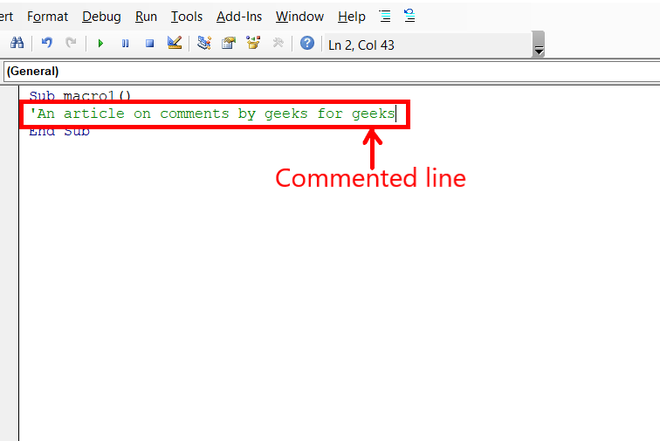 ert Format Debug Run Tools Add-Ins Window Help
Ln 2, Col 43
(General)
Sub macro1()
'An article on comments by geeks for geeks
End Sub
Commented line